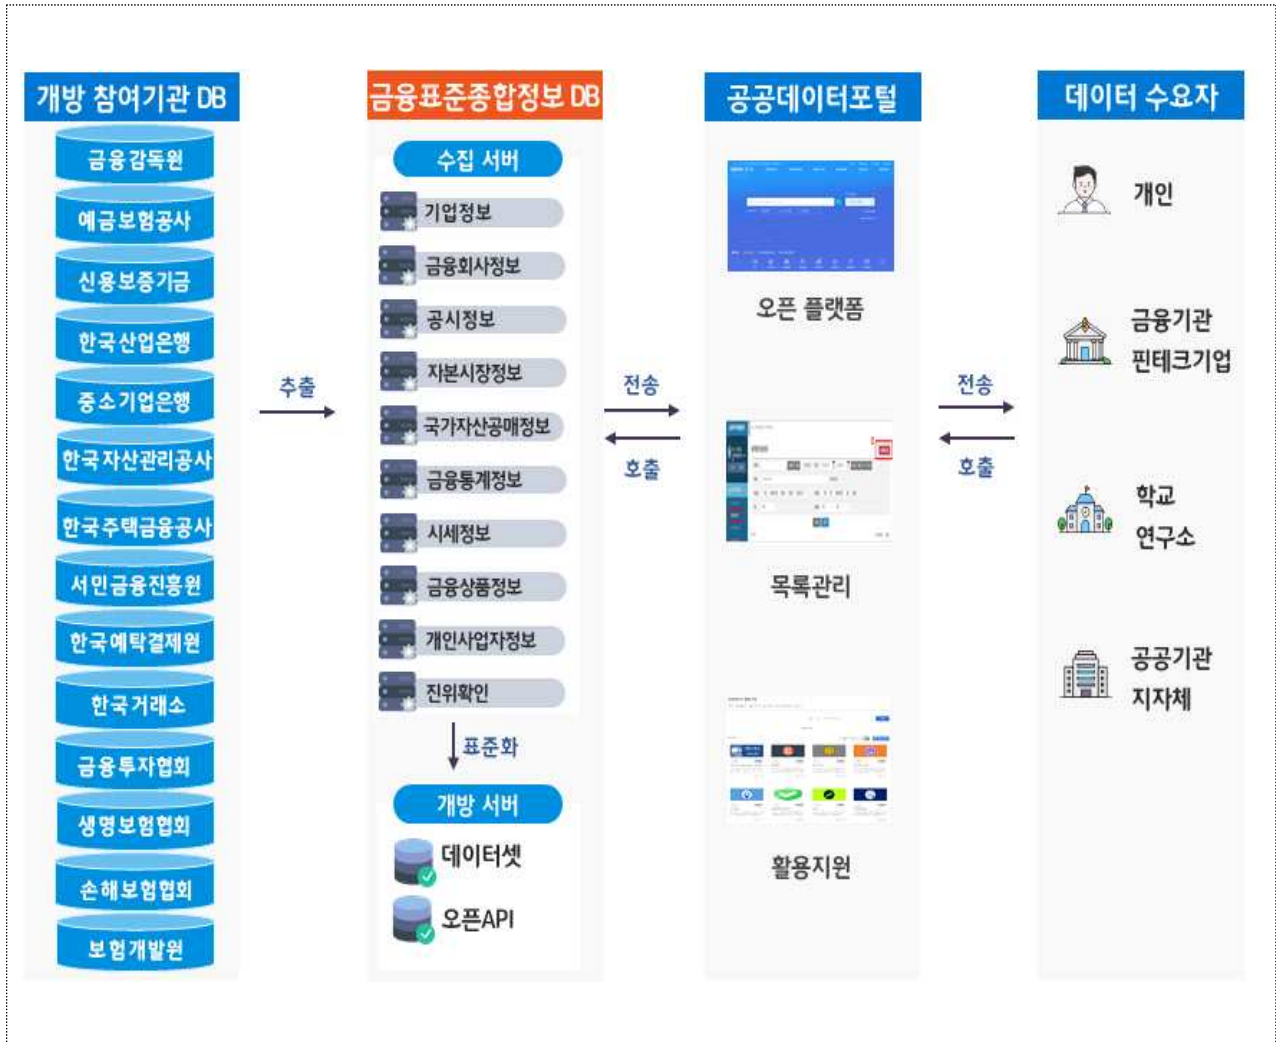 개방 참여기관 DB
금융감독원
예금보험공사
신용보증기금
한국산업은행
중소기업은행
한국자산관리공사
한국주택금융공사
서민금융진흥원
한국예탁결제원
한국거래소
금융투자협회
생명보험협회
손해보험협회
보험개발원
추출
금융표준종합정보 DB
수집 서버
기업정보
금융회사정보
공시정보
자본시장정보
국가자산공매정보
금융통계정보
시세정보
금융상품정보
개인사업자정보
진위확인
표준화
개방 서버
데이터셋
오픈API
전송
호출
공공데이터포털
오픈 플랫폼
목록관리
활용지원
전송
호출
데이터 수요자
개인
금융기관
핀테크기업
학교
연구소
공공기관
지자체